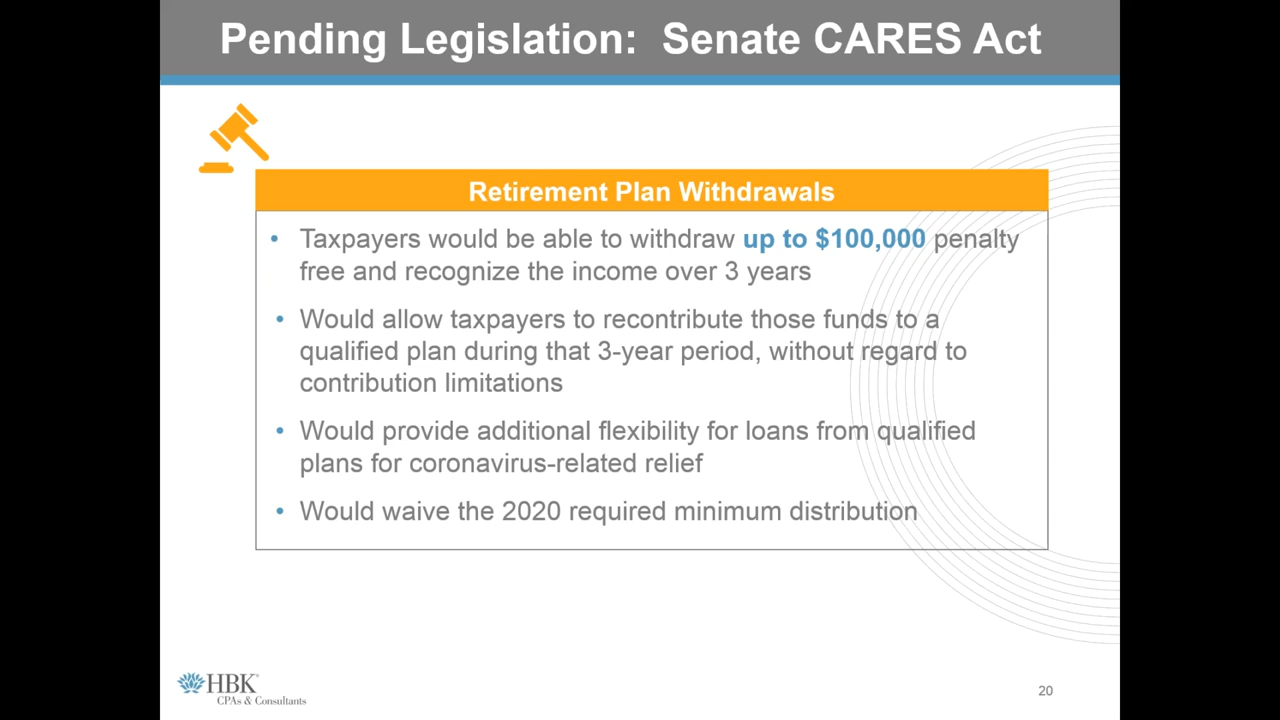 Pending Legislation: Senate CARES Act
Retirement Plan Withdrawals
• Taxpayers would be able to withdraw up to $100,000 penalty
free and recognize the income over 3 years
• Would allow taxpayers to recontribute those funds to a
qualified plan during that 3-year period, without regard to
contribution limitations
• Would provide additional flexibility for loans from qualified
plans for coronavirus-related relief
• Would waive the 2020 required minimum distribution
HBK®
CPAs & Consultants
20